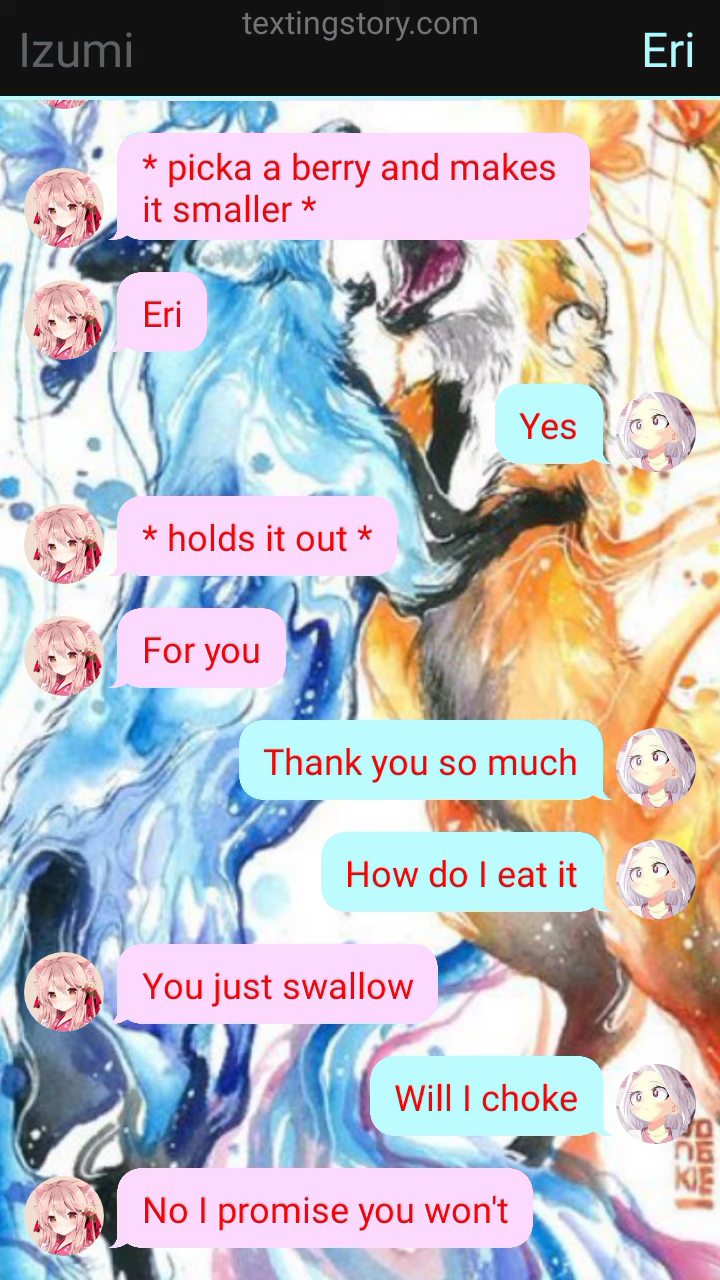 textingstory.com
Izumi
Eri
* picka a berry and makes
it smaller *
Eri
Yes
* holds it out *
For you
Thank you so much
How do I eat it
You just swallow
Will I choke
No I promise you won't